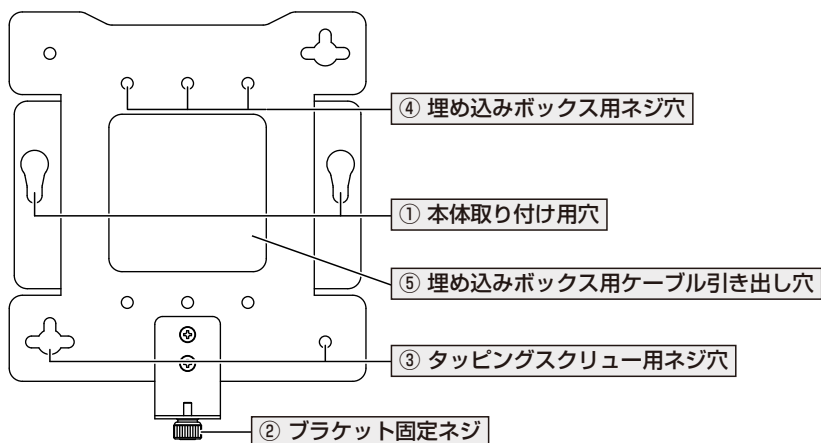 ④ 埋め込みボックス用ネジ穴
① 本体取り付け用穴
⑤ 埋め込みボックス用ケーブル引き出し穴
③ タッピングスクリュー用ネジ穴
② ブラケット固定ネジ